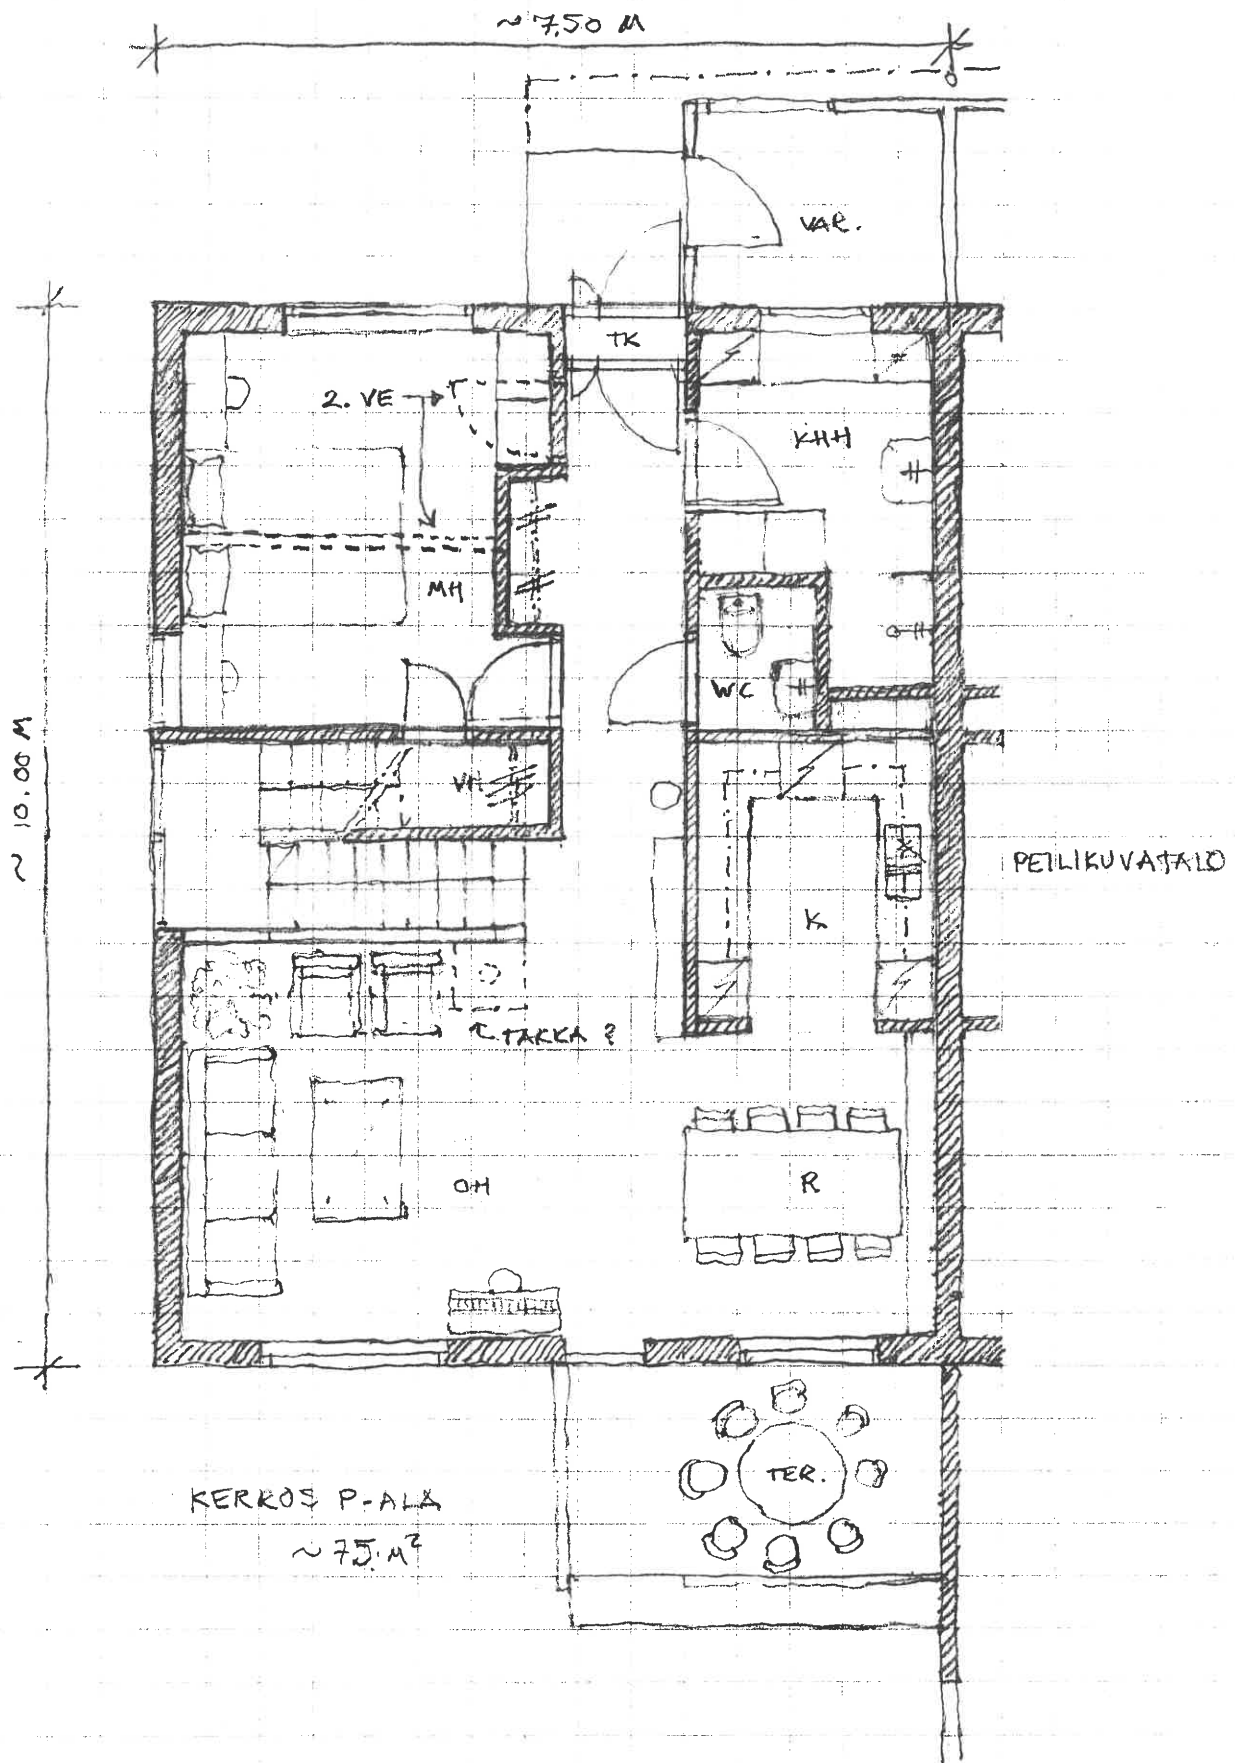 ~ 7.50 M
VAR.
TK
2. VE
KHH
MH
WC
VH.
~ 10.00 M
PEILIKUVATALO
K
TAKKA ?
OH
R
TER.
KERROS P-ALA
~ 75. M²